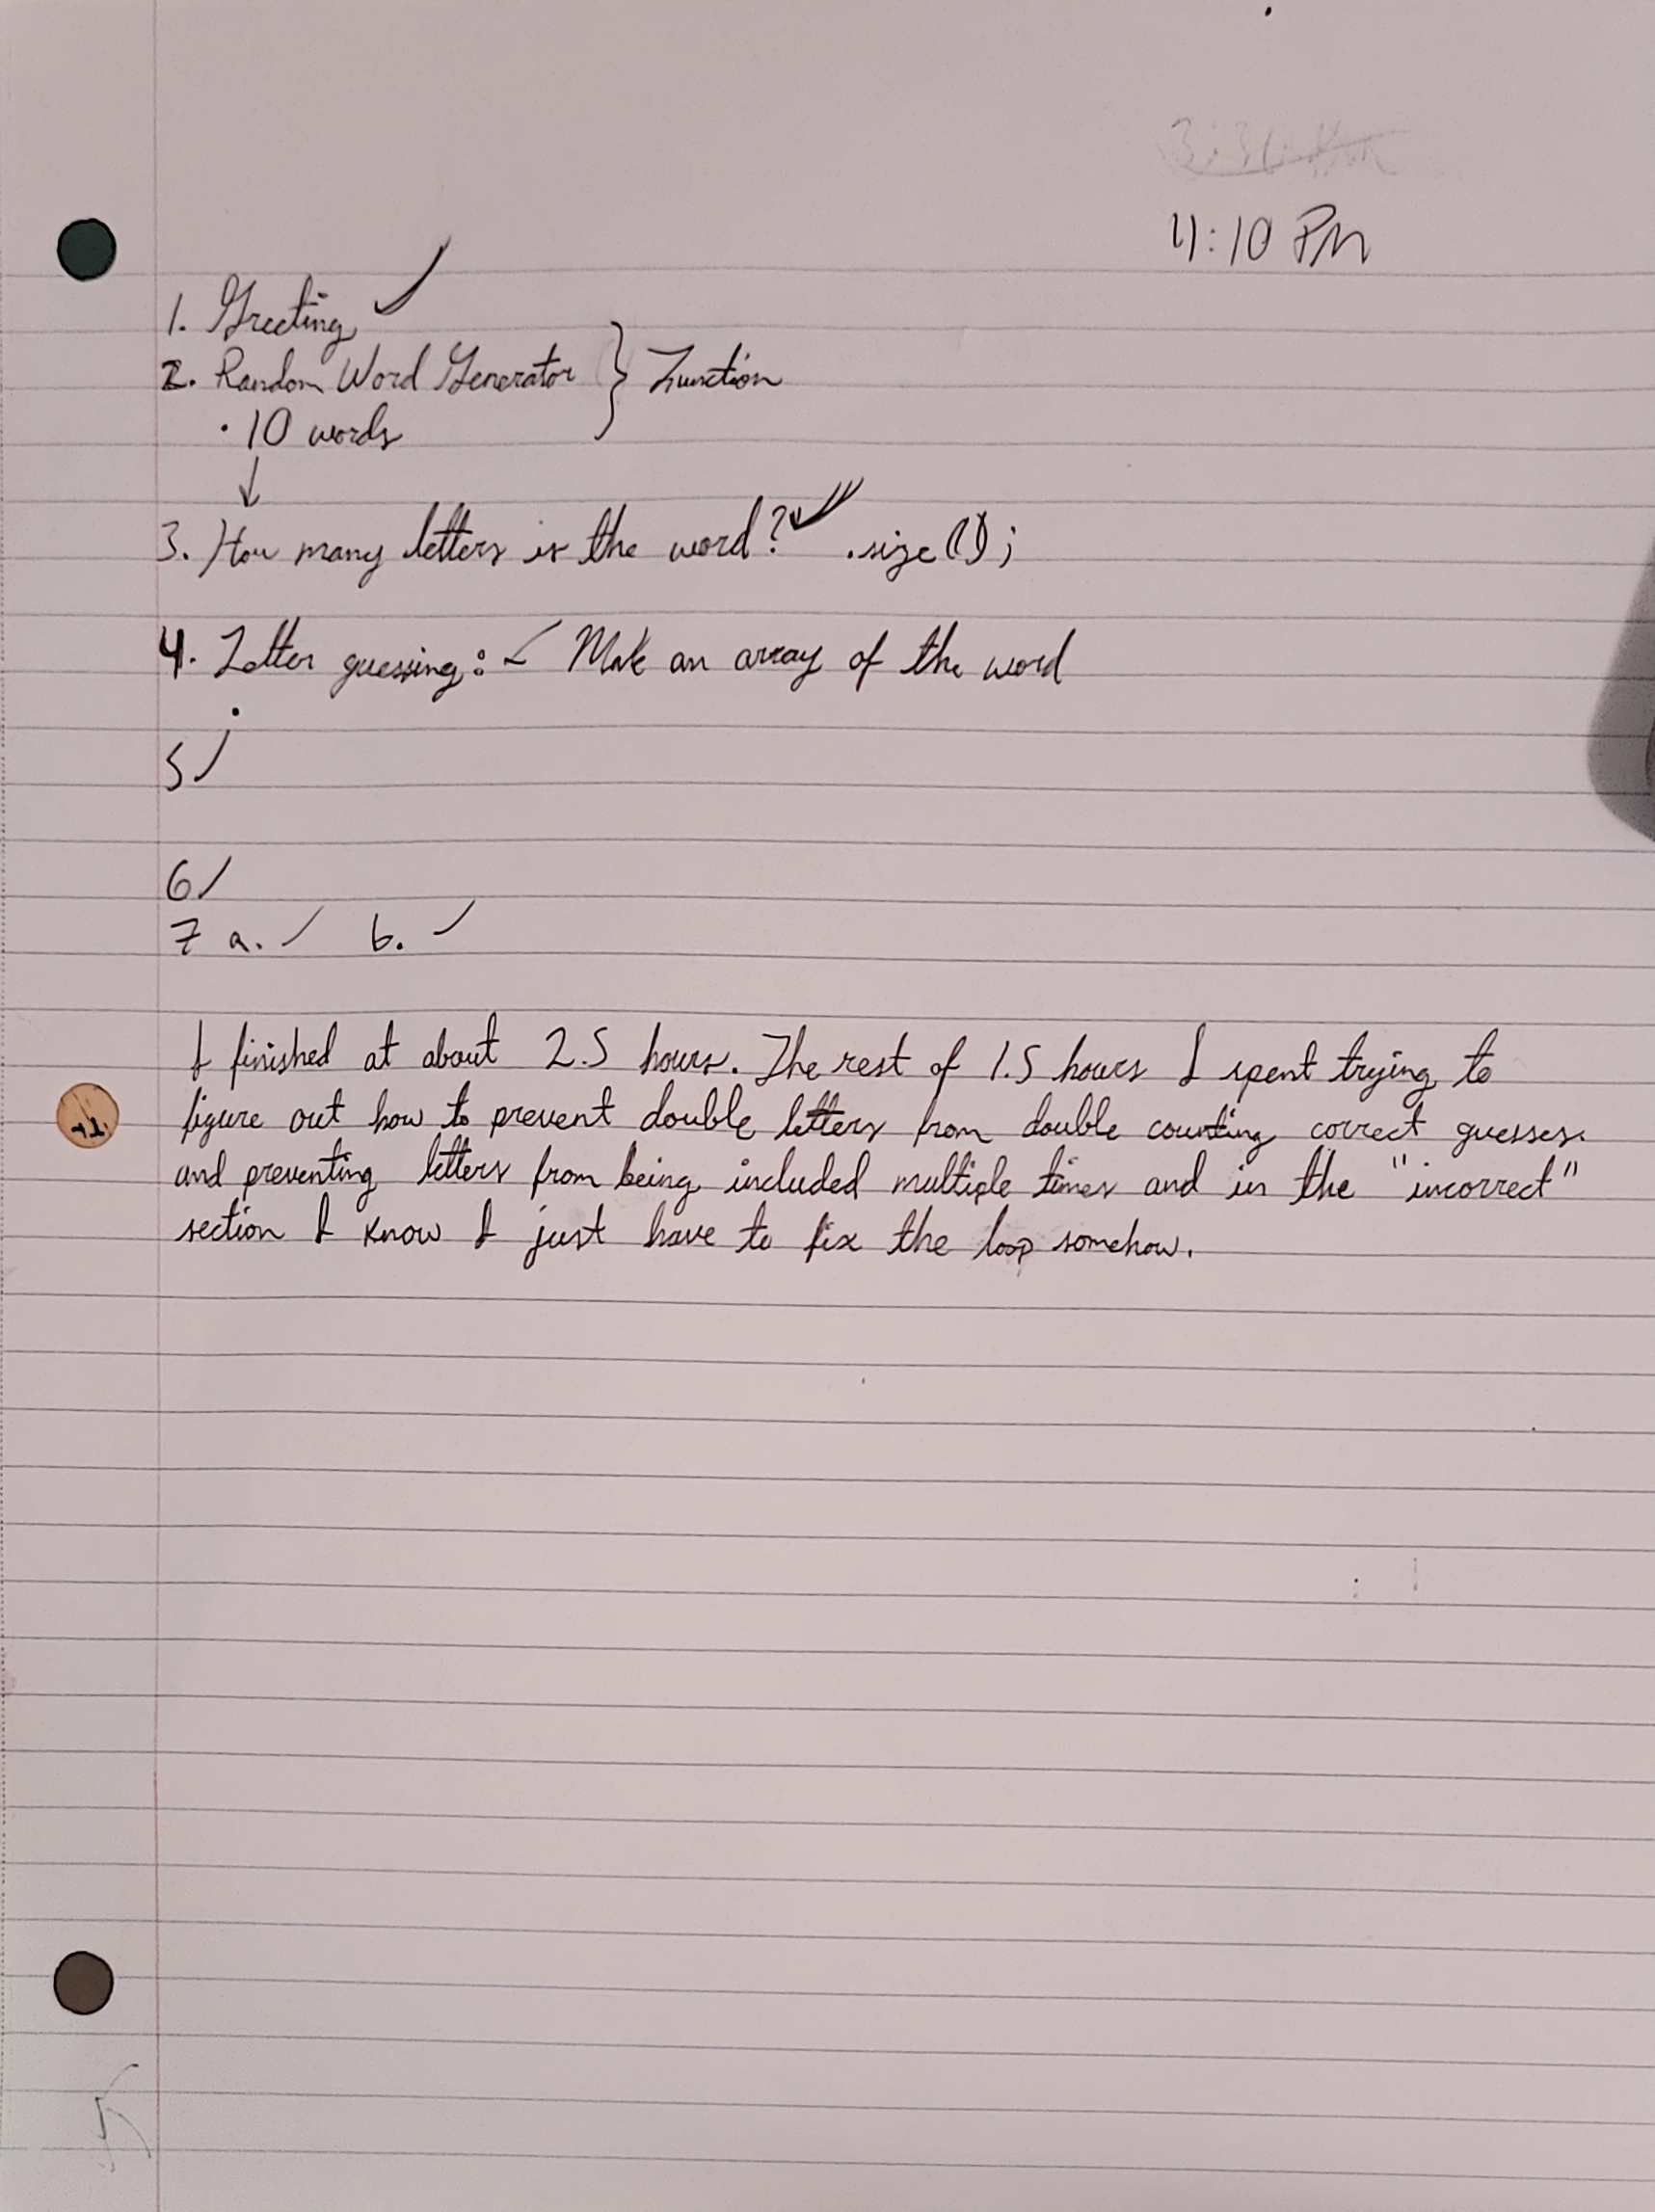 4:10 PM
1. Greeting ✓
2. Random Word Generator } Function
· 10 words
↓
3. How many letters is the word? ✓ .size();
4. Letter guessing: ✓ Make an array of the word
5 ✓
6 ✓
7 a. ✓ b. ✓
I finished at about 2.5 hours. The rest of 1.5 hours I spent trying to
figure out how to prevent double letters from double counting correct guesses.
and preventing letters from being included multiple times and in the "incorrect"
section I know I just have to fix the loop somehow.